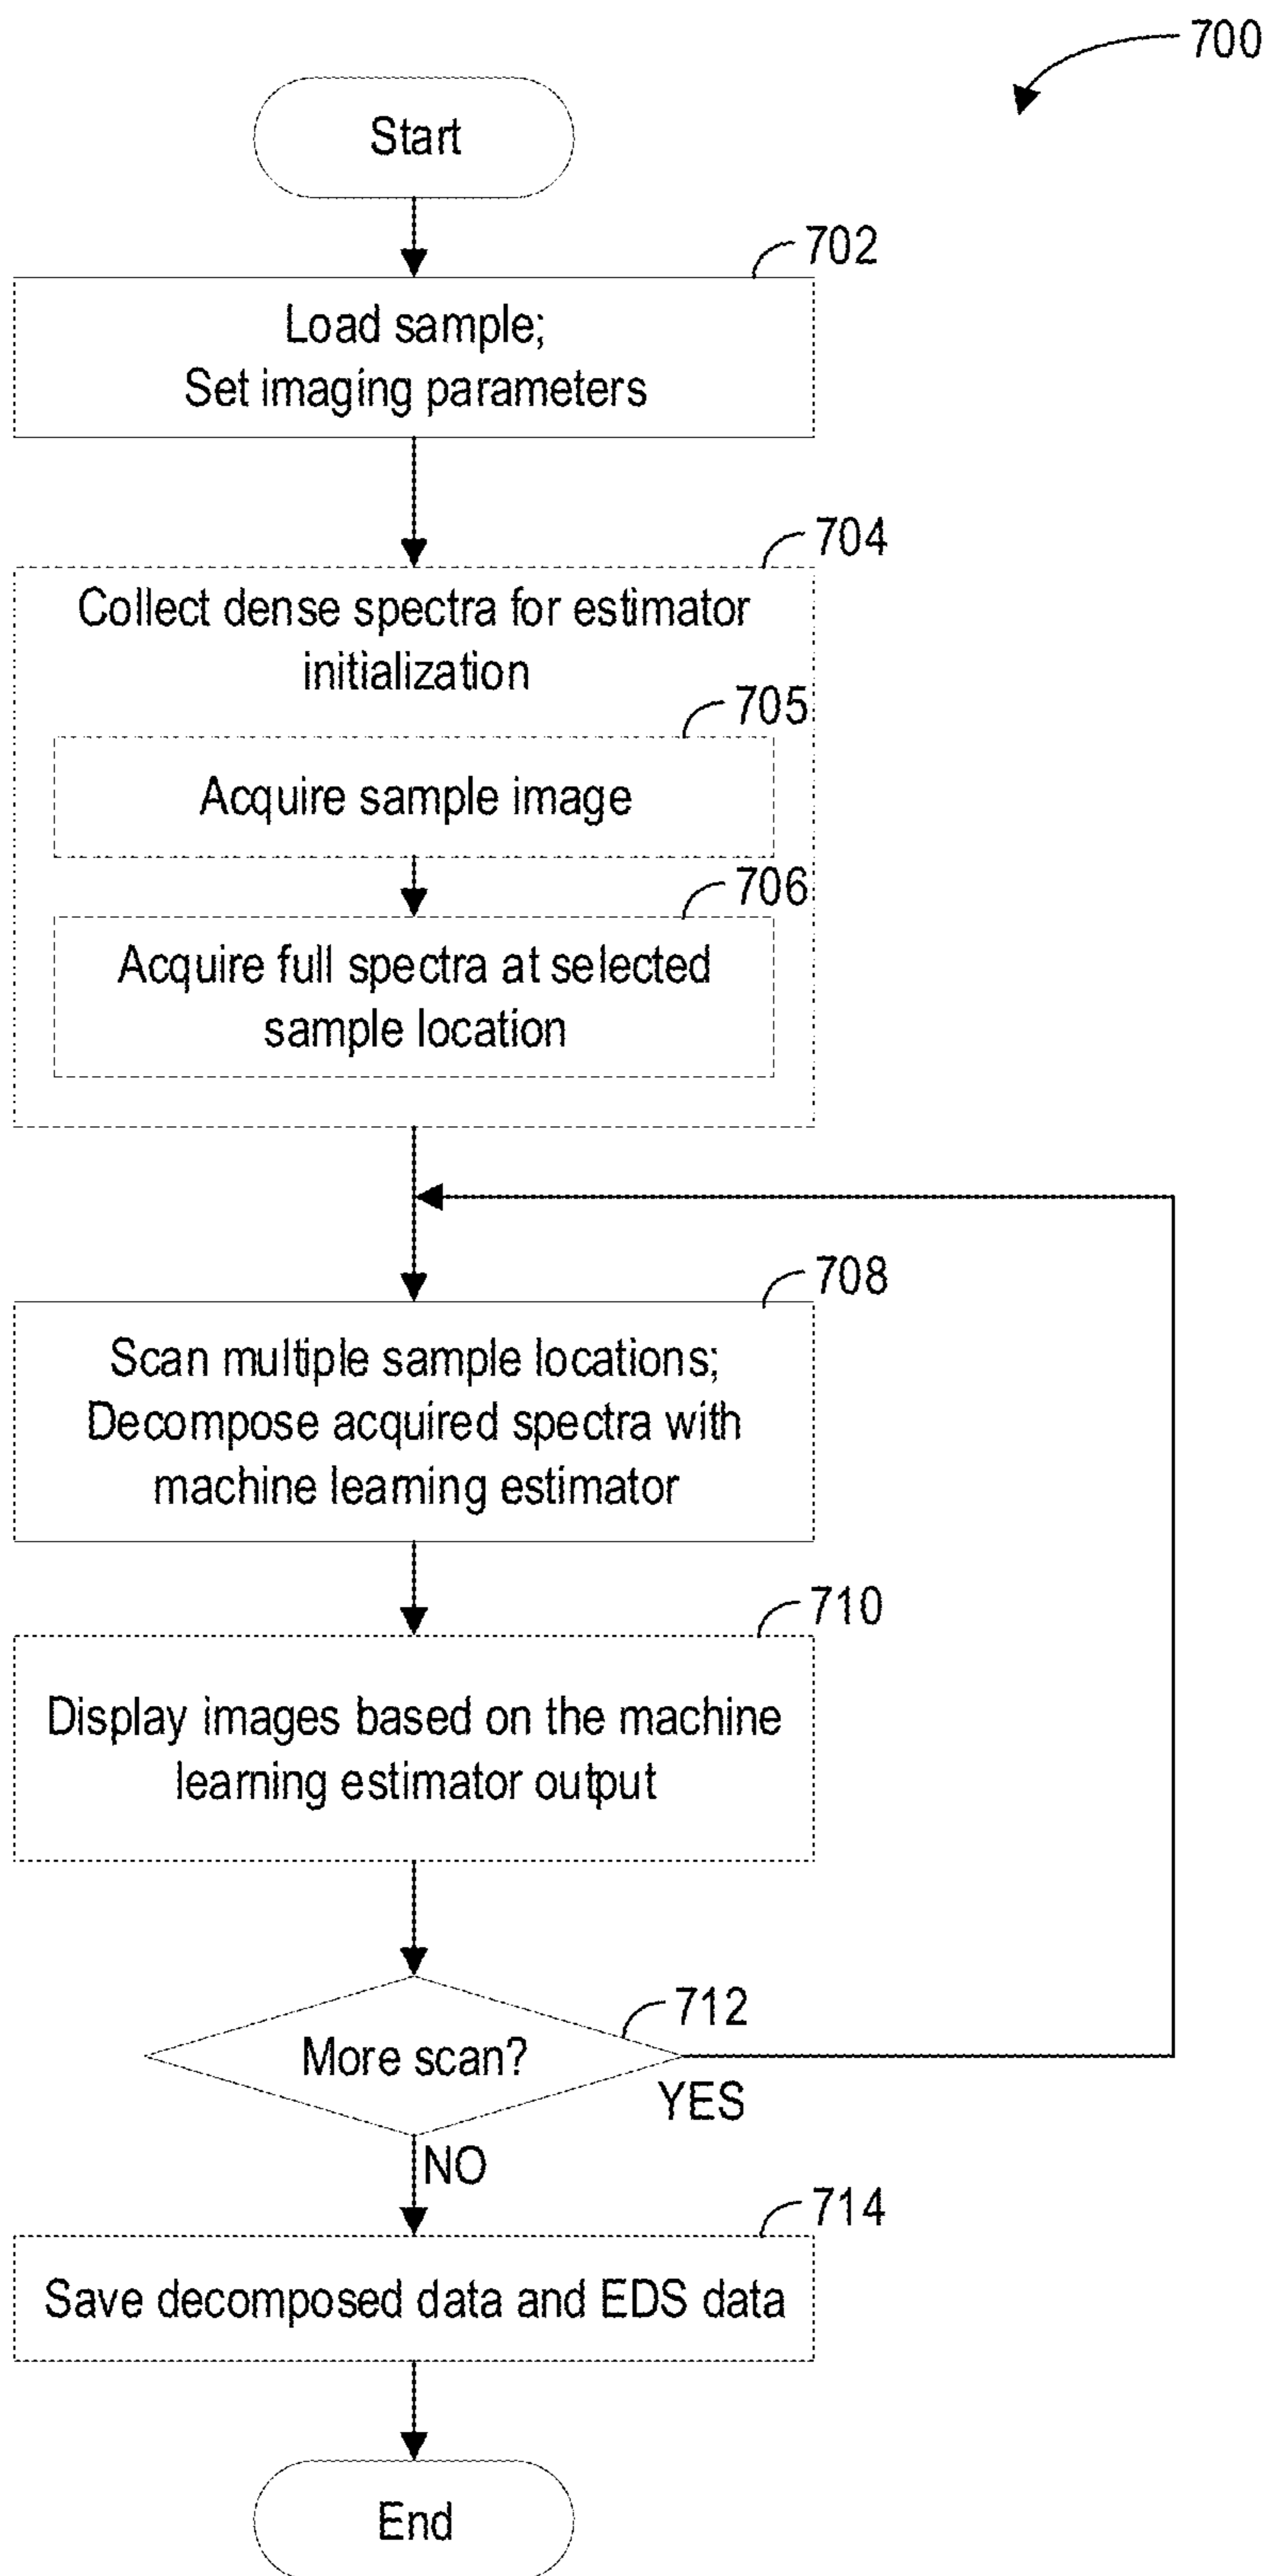 700
Start
702
Load sample;
Set imaging parameters
704
Collect dense spectra for estimator
initialization
705
Acquire sample image
706
Acquire full spectra at selected
sample location
708
Scan multiple sample locations;
Decompose acquired spectra with
machine learning estimator
710
Display images based on the machine
learning estimator output
712
More scan?
YES
NO
714
Save decomposed data and EDS data
End